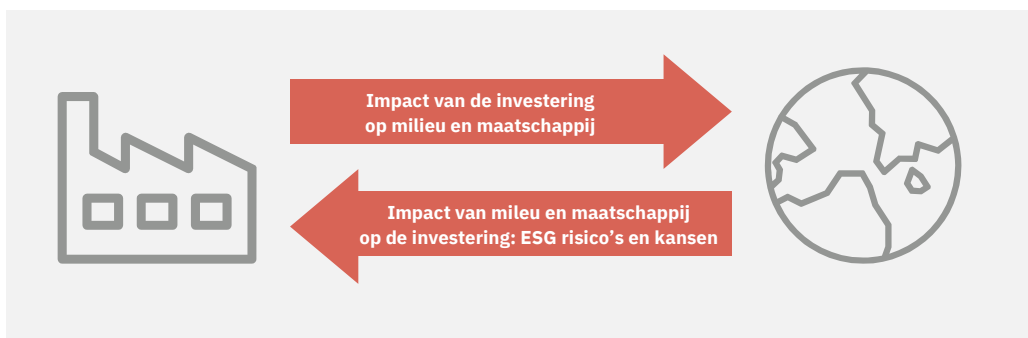 Impact van de investering
op milieu en maatschappij
Impact van mileu en maatschappij
op de investering: ESG risico’s en kansen